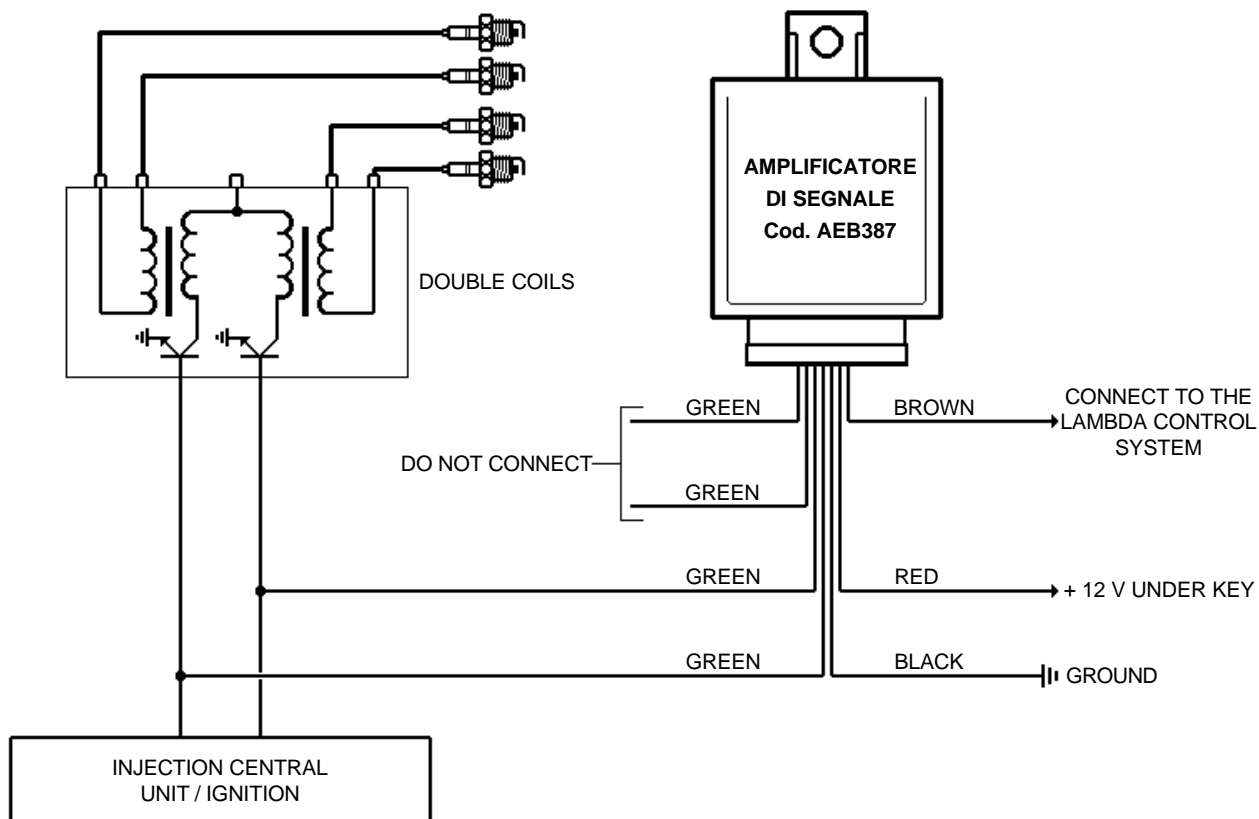 AMPLIFICATORE
DI SEGNALE
Cod. AEB387
DOUBLE COILS
GREEN
BROWN
CONNECT TO THE
LAMBDA CONTROL
SYSTEM
DO NOT CONNECT
GREEN
GREEN
RED
+ 12 V UNDER KEY
GREEN
BLACK
GROUND
INJECTION CENTRAL
UNIT / IGNITION